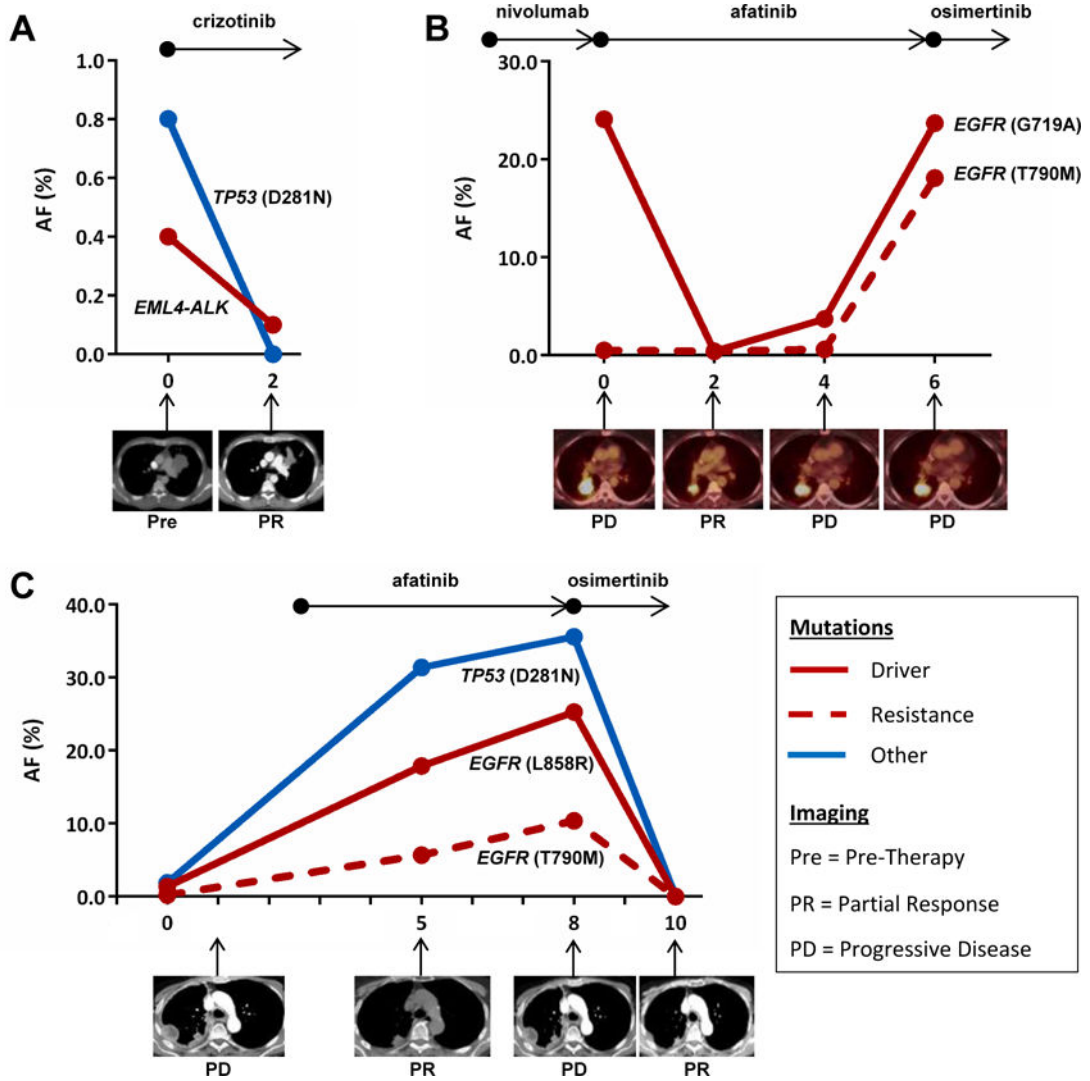 A
crizotinib
1.0
0.8
0.6
0.4
0.2
0.0
AF (%)
TP53 (D281N)
EML4-ALK
0 2
Pre PR
B
nivolumab afatinib osimertinib
30.0
20.0
10.0
0.0
AF (%)
EGFR (G719A)
EGFR (T790M)
0 2 4 6
PD PR PD PD
C
afatinib osimertinib
40.0
30.0
20.0
10.0
0.0
AF (%)
TP53 (D281N)
EGFR (L858R)
EGFR (T790M)
0 5 8 10
PD PR PD PR
Mutations
Driver
Resistance
Other
Imaging
Pre = Pre-Therapy
PR = Partial Response
PD = Progressive Disease